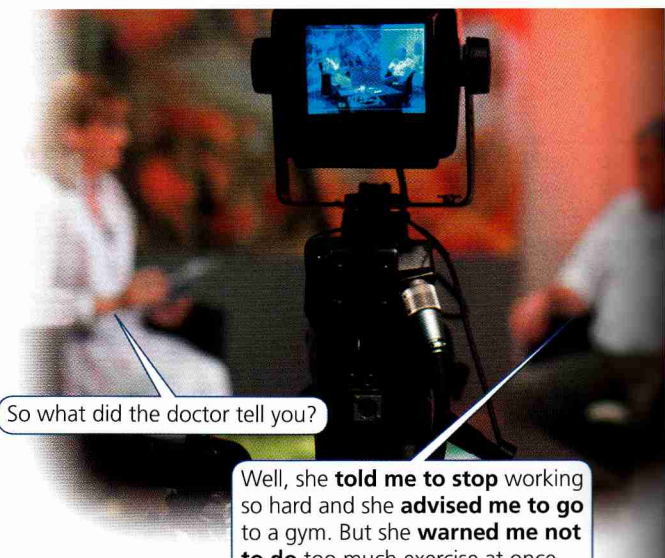 So what did the doctor tell you?
Well, she told me to stop working
so hard and she advised me to go
to a gym. But she warned me not
to do too much exercise at once.